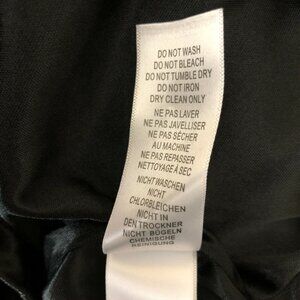 DO NOT WASH
DO NOT BLEACH
DO NOT TUMBLE DRY
DO NOT IRON
DRY CLEAN ONLY
NE PAS LAVER
NE PAS JAVELLISER
NE PAS SÉCHER
AU MACHINE
NE PAS REPASSER
NETTOYAGE À SEC
NICHT WASCHEN
NICHT
CHLORBLEICHEN
NICHT IN
DEN TROCKNER
NICHT BÜGELN
CHEMISCHE
REINIGUNG